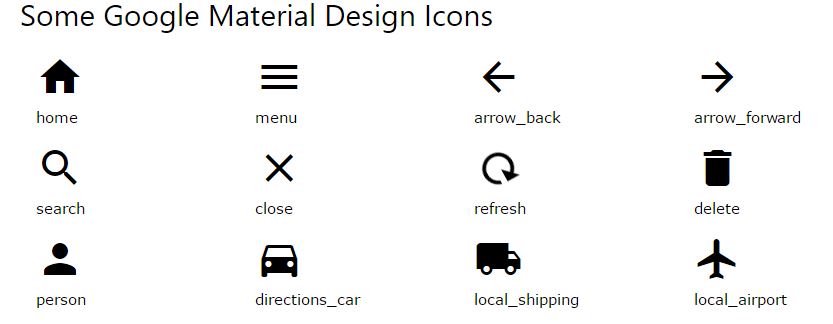 Some Google Material Design Icons
home menu arrow_back arrow_forward
search close refresh delete
person directions_car local_shipping local_airport